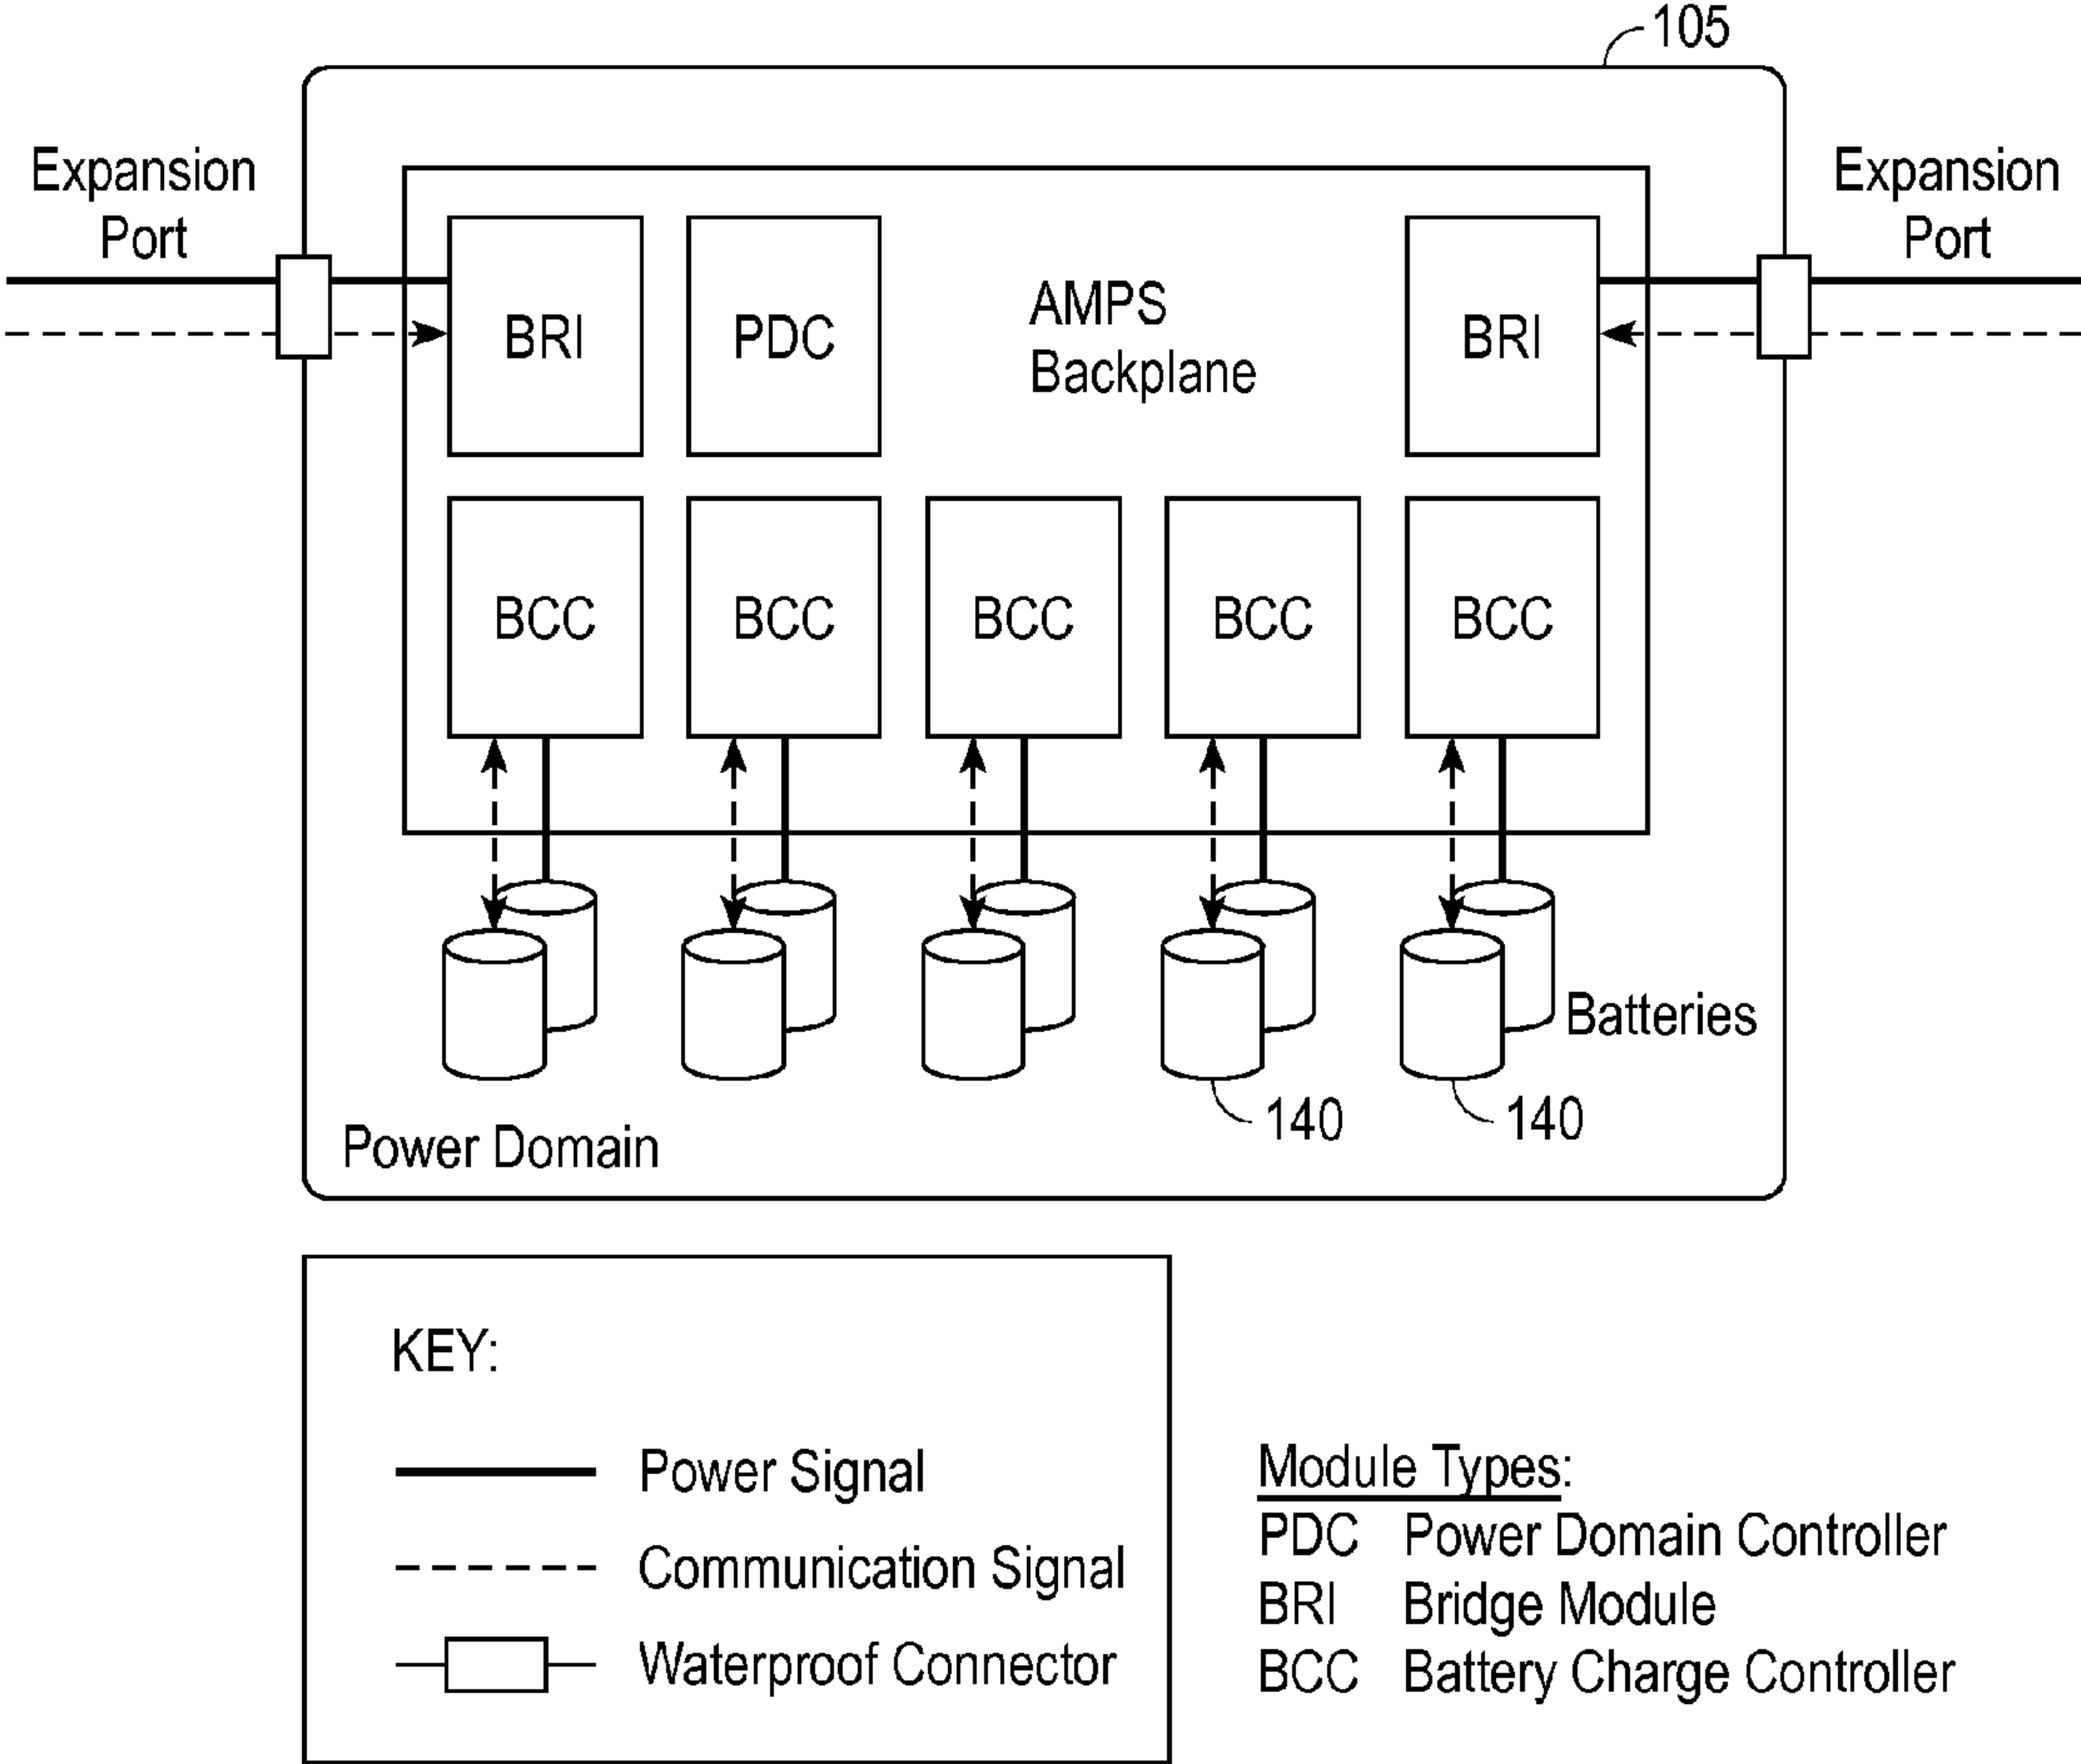 105
Expansion
Port
Expansion
Port
BRI
PDC
AMPS
Backplane
BRI
BCC
BCC
BCC
BCC
BCC
Batteries
140
140
Power Domain
KEY:
Power Signal
Communication Signal
Waterproof Connector
Module Types:
PDC Power Domain Controller
BRI Bridge Module
BCC Battery Charge Controller